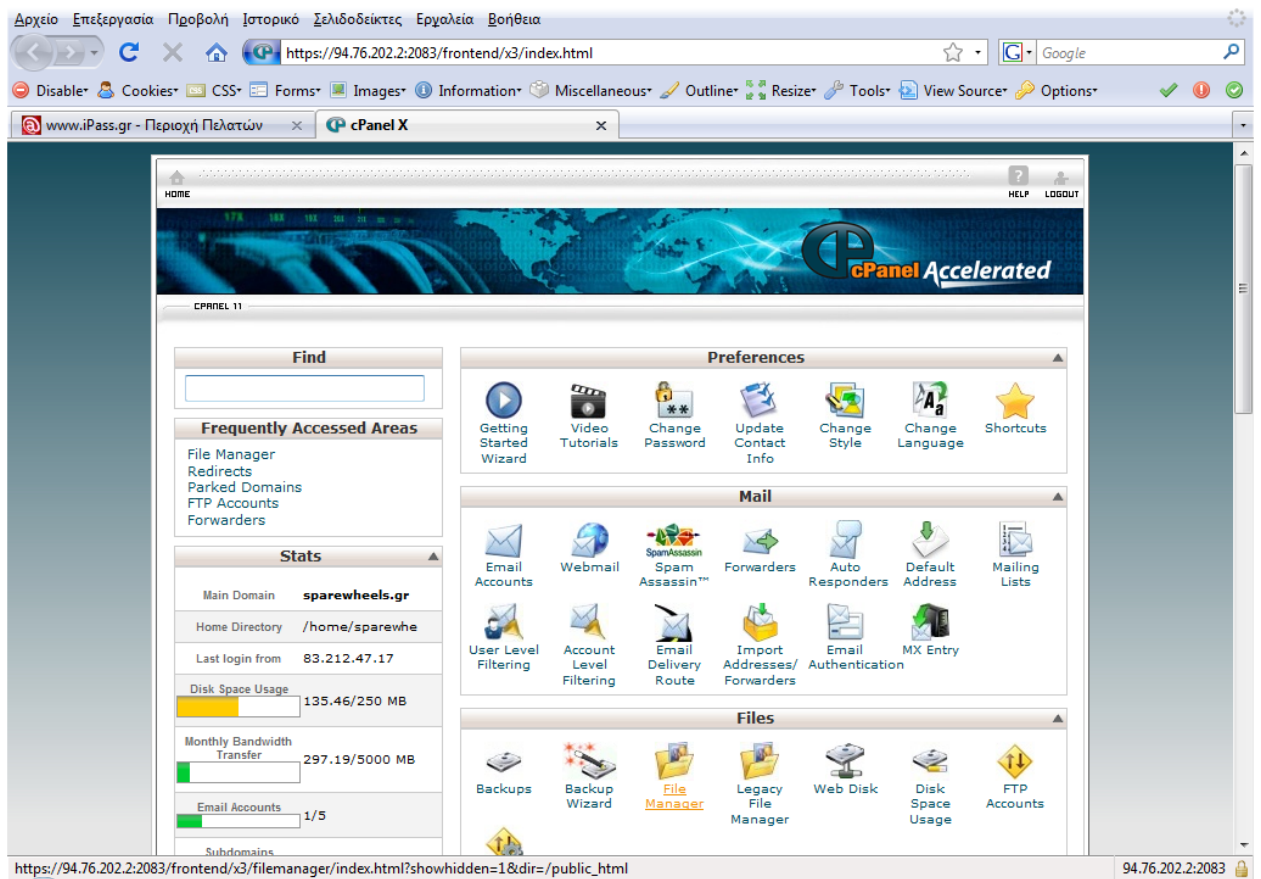 Αρχείο Επεξεργασία Προβολή Ιστορικό Σελιδοδείκτες Εργαλεία Βοήθεια
https://94.76.202.2:2083/frontend/x3/index.html
Google
Disable Cookies CSS Forms Images Information Miscellaneous Outline Resize Tools View Source Options
www.iPass.gr - Περιοχή Πελατών
cPanel X
HOME
HELP LOGOUT
cPanel Accelerated
CPANEL 11
Find
Frequently Accessed Areas
File Manager
Redirects
Parked Domains
FTP Accounts
Forwarders
Stats
Main Domain sparewheels.gr
Home Directory /home/sparewhe
Last login from 83.212.47.17
Disk Space Usage
135.46/250 MB
Monthly Bandwidth
Transfer
297.19/5000 MB
Email Accounts
1/5
Subdomains
Preferences
Getting
Started
Wizard
Video
Tutorials
Change
Password
Update
Contact
Info
Change
Style
Change
Language
Shortcuts
Mail
Email
Accounts
Webmail
SpamAssassin
Spam
Assassin™
Forwarders
Auto
Responders
Default
Address
Mailing
Lists
User Level
Filtering
Account
Level
Filtering
Email
Delivery
Route
Import
Addresses/
Forwarders
Email
Authentication
MX Entry
Files
Backups
Backup
Wizard
File
Manager
Legacy
File
Manager
Web Disk
Disk
Space
Usage
FTP
Accounts
https://94.76.202.2:2083/frontend/x3/filemanager/index.html?showhidden=1&dir=/public_html
94.76.202.2:2083